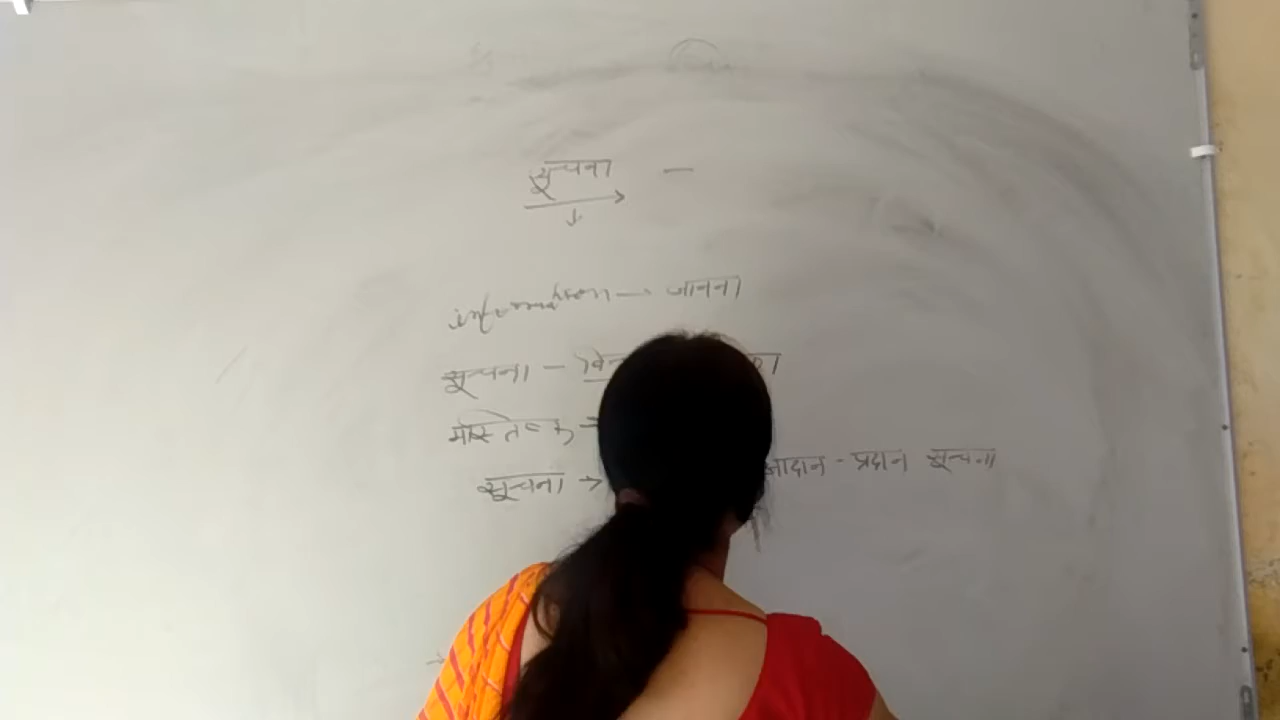 सूचना –
information → जानना
सूचना –
मस्तिष्क →
सूचना → आदान - प्रदान सूचना